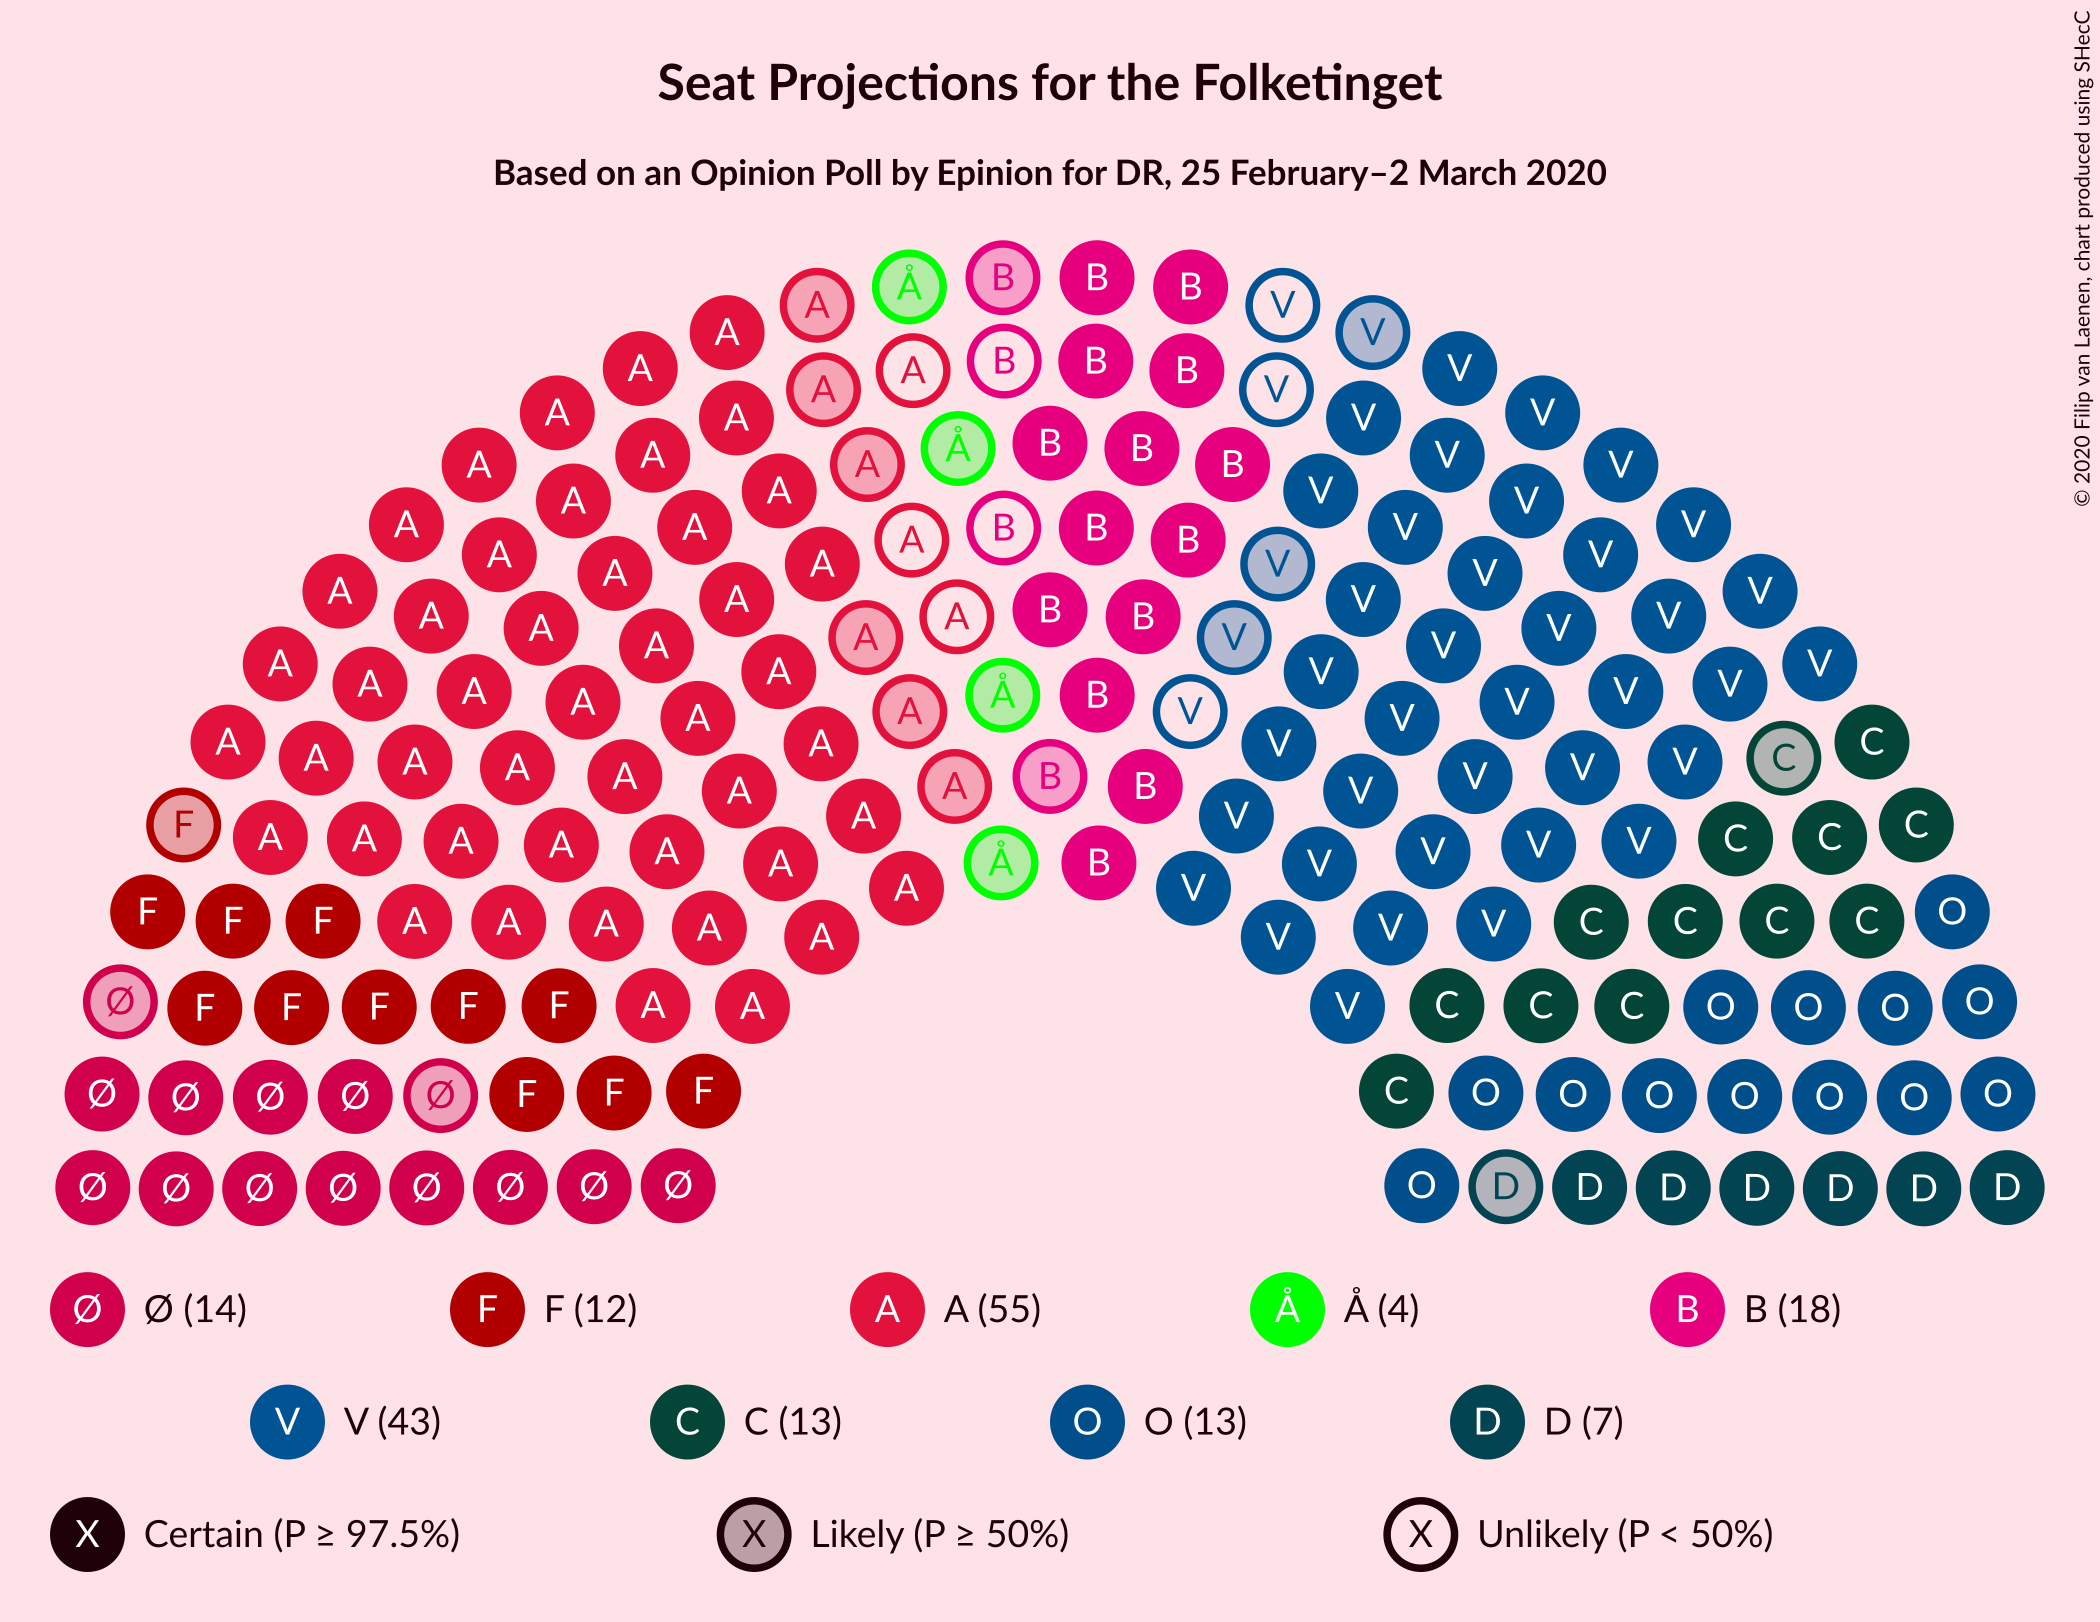 Seat Projections for the Folketinget
Based on an Opinion Poll by Epinion for DR, 25 February–2 March 2020
© 2020 Filip van Laenen, chart produced using SHecC
Å B B B V
A V
A A B B V
A V V
A A Å B B B V V
A A V V
A A A A A B B V V V V
A A V V
A A A A A A B B V V V V V
A A A V V
A A A A A A Å B V V V V V V
A A A A V V C C
A A A A A A B B V V V V V
F A A A A A A A Å B V V V V C C C
F F F A A A A A V V V C C C C O
Ø F F F F F A A V C C C O O O O
Ø Ø Ø Ø Ø F F F C O O O O O O O
Ø Ø Ø Ø Ø Ø Ø Ø O D D D D D D D
Ø Ø (14) F F (12) A A (55) Å Å (4) B B (18)
V V (43) C C (13) O O (13) D D (7)
X Certain (P ≥ 97.5%) X Likely (P ≥ 50%) X Unlikely (P < 50%)